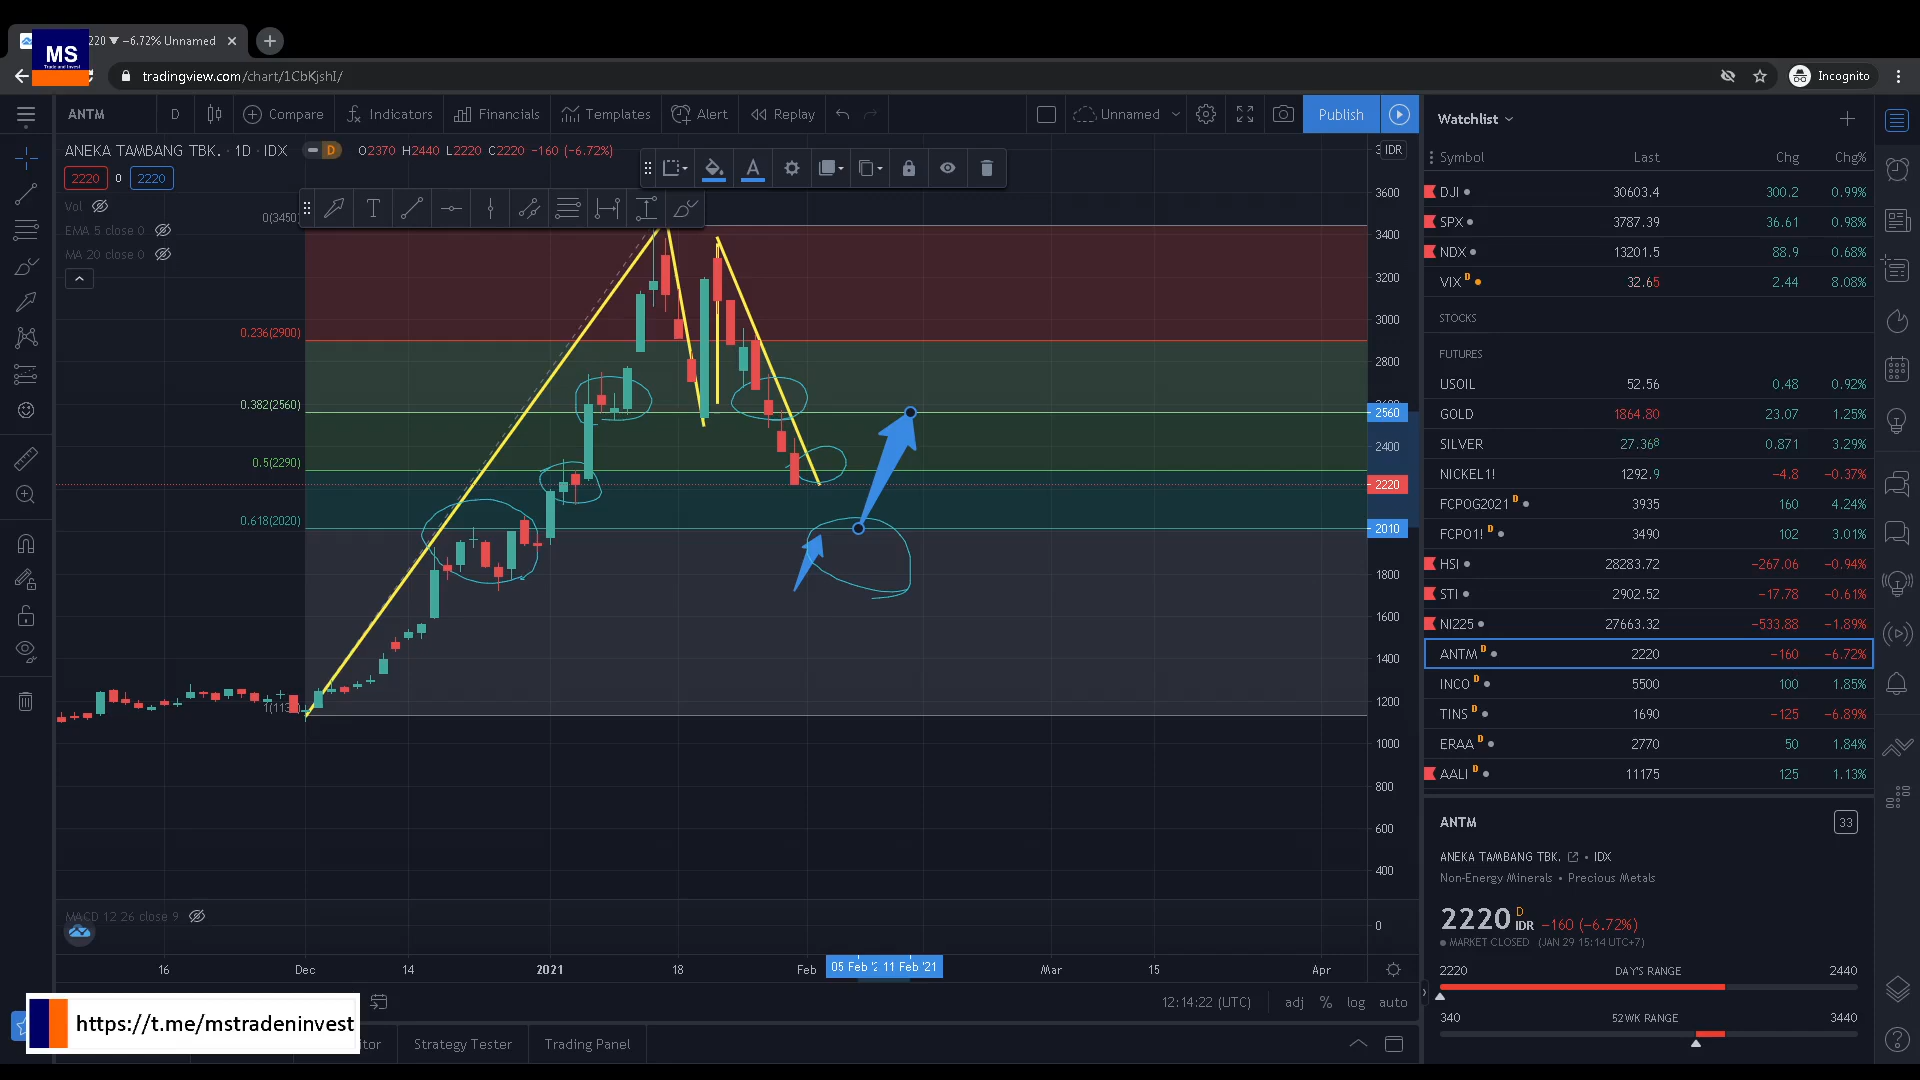 220 ▼ −6.72% Unnamed
MS
Trade and Invest
tradingview.com/chart/1CbKjshI/
Incognito
ANTM D Compare Indicators Financials Templates Alert Replay Unnamed Publish
ANEKA TAMBANG TBK. · 1D · IDX D O2370 H2440 L2220 C2220 −160 (−6.72%)
2220 0 2220
Vol
EMA 5 close 0
MA 20 close 0
0(3450
0.236(2900)
0.382(2560)
0.5(2290)
0.618(2020)
IDR
3600
3400
3200
3000
2800
2560
2400
2220
2010
1800
1600
1400
1200
1000
800
600
400
0
MACD 12 26 close 9
16 Dec 14 2021 18 Feb 05 Feb '2 11 Feb '21 Mar 15 Apr
12:14:22 (UTC) adj % log auto
https://t.me/mstradeninvest
tor Strategy Tester Trading Panel
Watchlist
Symbol Last Chg Chg%
DJI 30603.4 300.2 0.99%
SPX 3787.39 36.61 0.98%
NDX 13201.5 88.9 0.68%
VIX D 32.65 2.44 8.08%
STOCKS
FUTURES
USOIL 52.56 0.48 0.92%
GOLD 1864.80 23.07 1.25%
SILVER 27.368 0.871 3.29%
NICKEL1! 1292.9 −4.8 −0.37%
FCPOG2021 D 3935 160 4.24%
FCPO1! D 3490 102 3.01%
HSI 28283.72 −267.06 −0.94%
STI 2902.52 −17.78 −0.61%
NI225 27663.32 −533.88 −1.89%
ANTM D 2220 −160 −6.72%
INCO D 5500 100 1.85%
TINS D 1690 −125 −6.89%
ERAA D 2770 50 1.84%
AALI D 11175 125 1.13%
ANTM 33
ANEKA TAMBANG TBK. • IDX
Non-Energy Minerals • Precious Metals
2220 D IDR −160 (−6.72%)
MARKET CLOSED (JAN 29 15:14 UTC+7)
2220 DAY'S RANGE 2440
340 52WK RANGE 3440